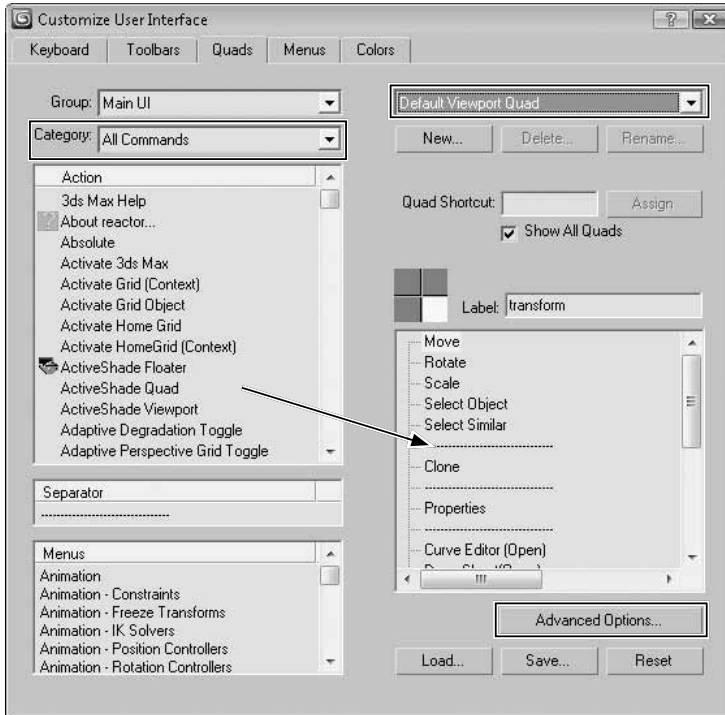 Customize User Interface
Keyboard Toolbars Quads Menus Colors
Group: Main UI
Category: All Commands
Action
3ds Max Help
About reactor...
Absolute
Activate 3ds Max
Activate Grid (Context)
Activate Grid Object
Activate Home Grid
Activate HomeGrid (Context)
ActiveShade Floater
ActiveShade Quad
ActiveShade Viewport
Adaptive Degradation Toggle
Adaptive Perspective Grid Toggle
Separator
Menus
Animation
Animation - Constraints
Animation - Freeze Transforms
Animation - IK Solvers
Animation - Position Controllers
Animation - Rotation Controllers
Default Viewport Quad
New... Delete... Rename...
Quad Shortcut: Assign
Show All Quads
Label: transform
Move
Rotate
Scale
Select Object
Select Similar
Clone
Properties
Curve Editor (Open)
Advanced Options...
Load... Save... Reset